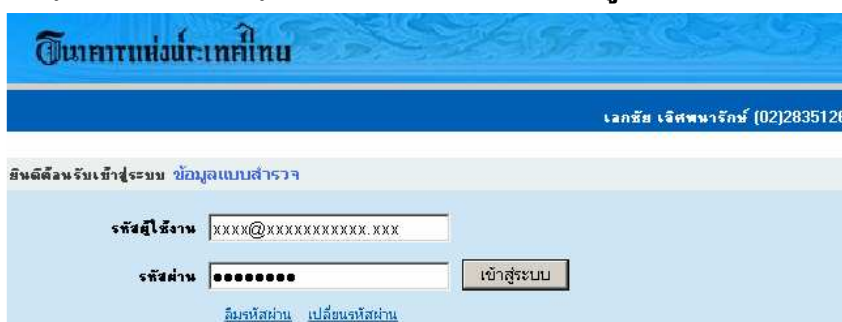 ธนาคารแห่งประเทศไทย
เอกชัย เจิศพนารักษ์ (02)2835126
ยินดีต้อนรับเข้าสู่ระบบ ข้อมูลแบบสำรวจ
รหัสผู้ใช้งาน xxxx@xxxxxxxxxxx.xxx
รหัสผ่าน ●●●●●●●●
เข้าสู่ระบบ
ลืมรหัสผ่าน เปลี่ยนรหัสผ่าน